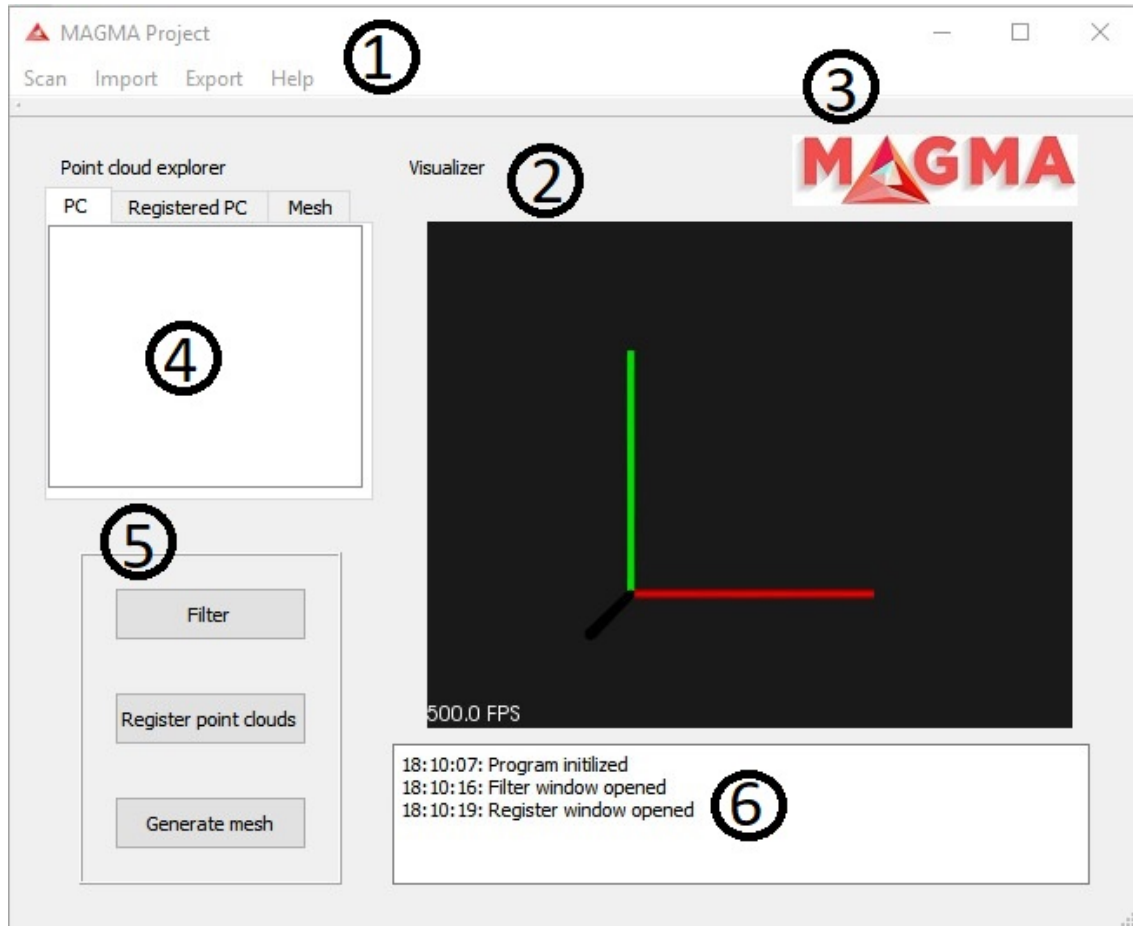 MAGMA Project
1
Scan Import Export Help
3
MAGMA
Point cloud explorer
Visualizer
2
PC Registered PC Mesh
4
5
Filter
Register point clouds
Generate mesh
500.0 FPS
18:10:07: Program initilized
18:10:16: Filter window opened
18:10:19: Register window opened
6